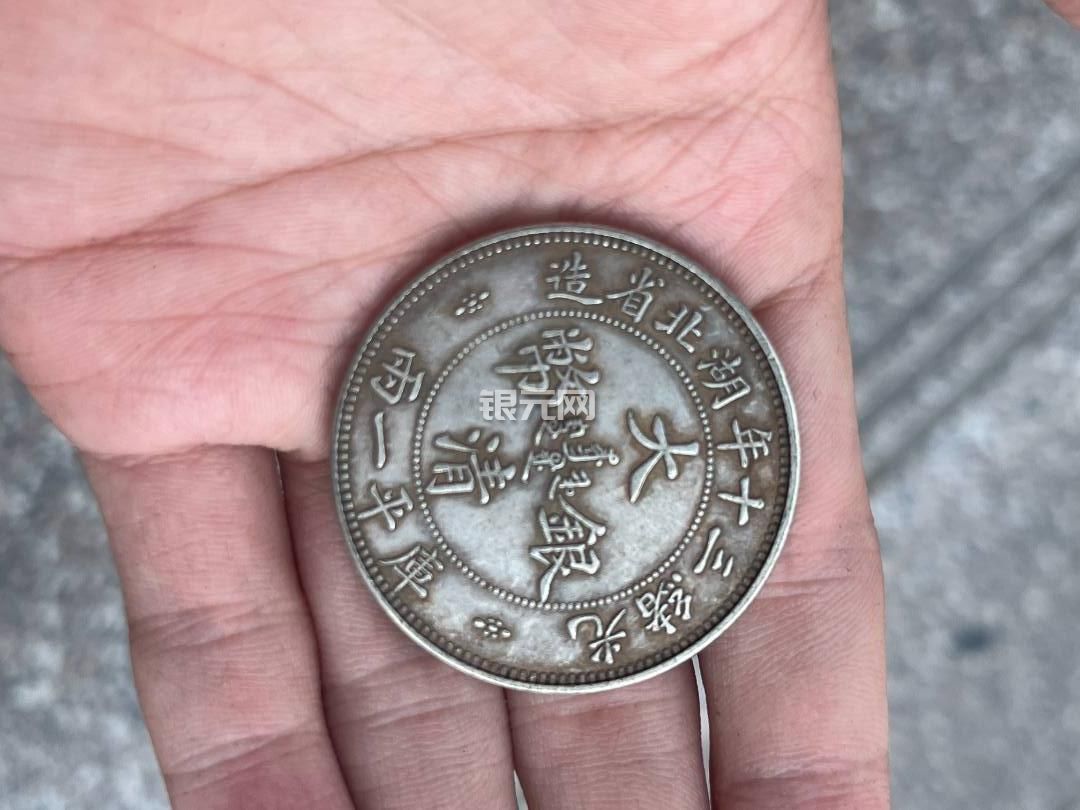 光緒三十年湖北省造
大清銀幣
庫平一兩
银元网